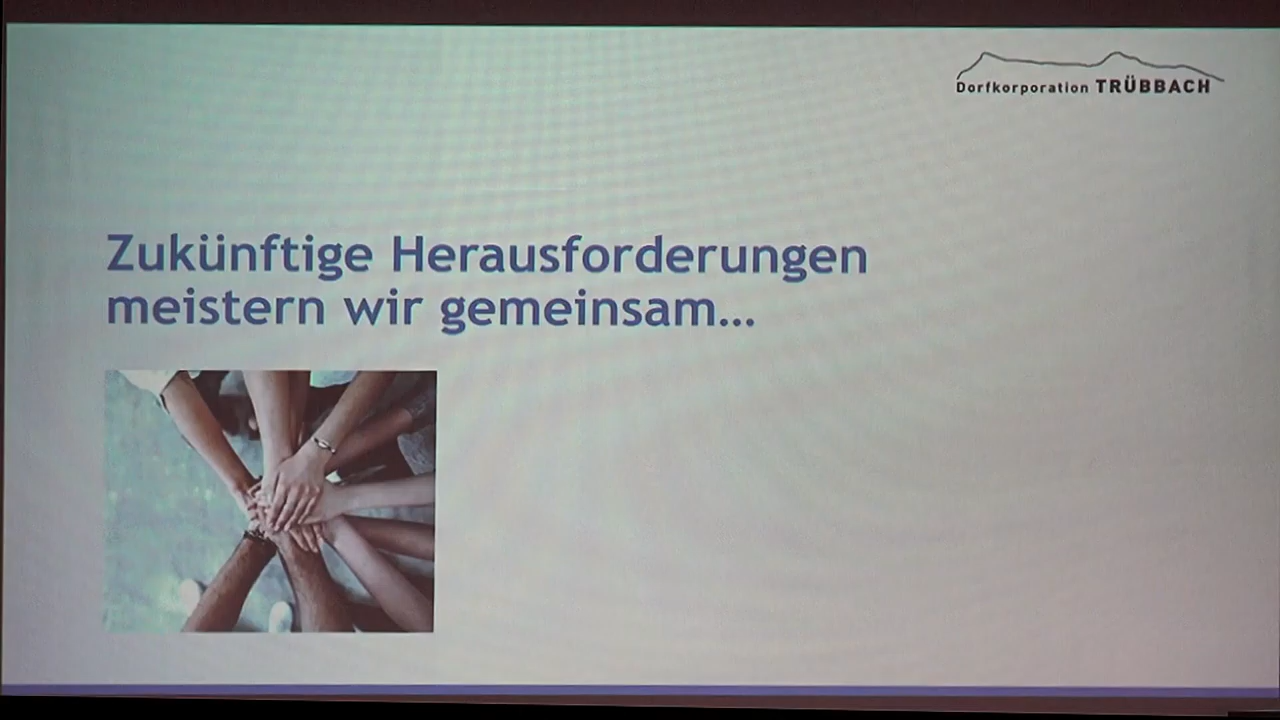 Dorfkorporation TRÜBBACH
Zukünftige Herausforderungen
meistern wir gemeinsam...